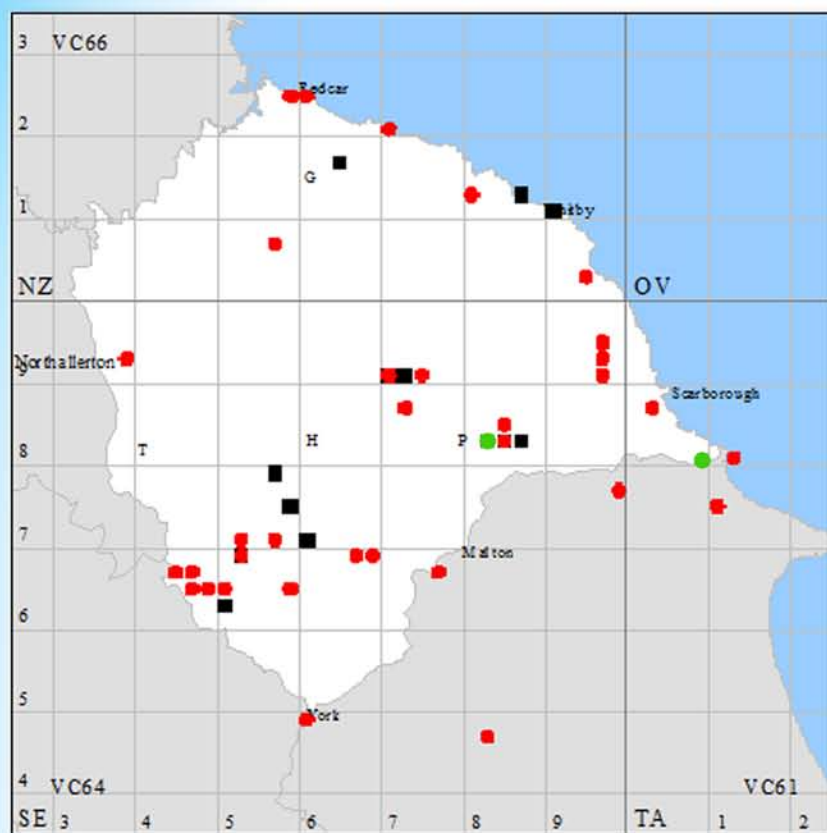 3 VC66
Redcar
2
G
1
NZ OV
Northallerton
9
Scarborough
T H P
8
7
Malton
6
5
York
4 VC64 VC61
SE 3 4 5 6 7 8 9 TA 1 2